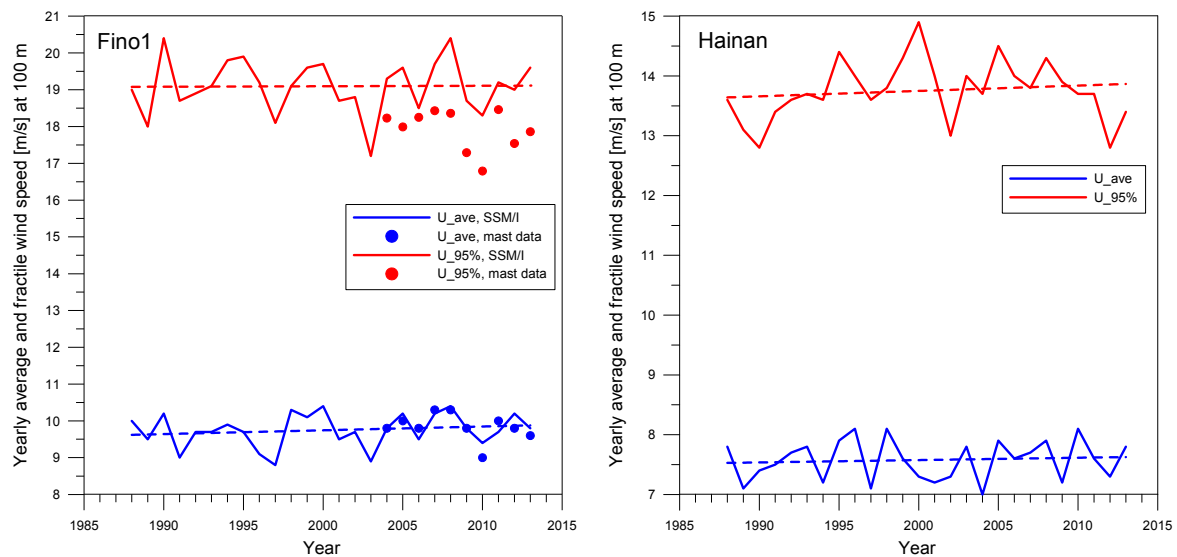 Fino1
Yearly average and fractile wind speed [m/s] at 100 m
21
20
19
18
17
16
15
14
13
12
11
10
9
8
U_ave, SSM/I
U_ave, mast data
U_95%, SSM/I
U_95%, mast data
1985 1990 1995 2000 2005 2010 2015
Year
Hainan
Yearly average and fractile wind speed [m/s] at 100 m
15
14
13
12
11
10
9
8
7
U_ave
U_95%
1985 1990 1995 2000 2005 2010 2015
Year